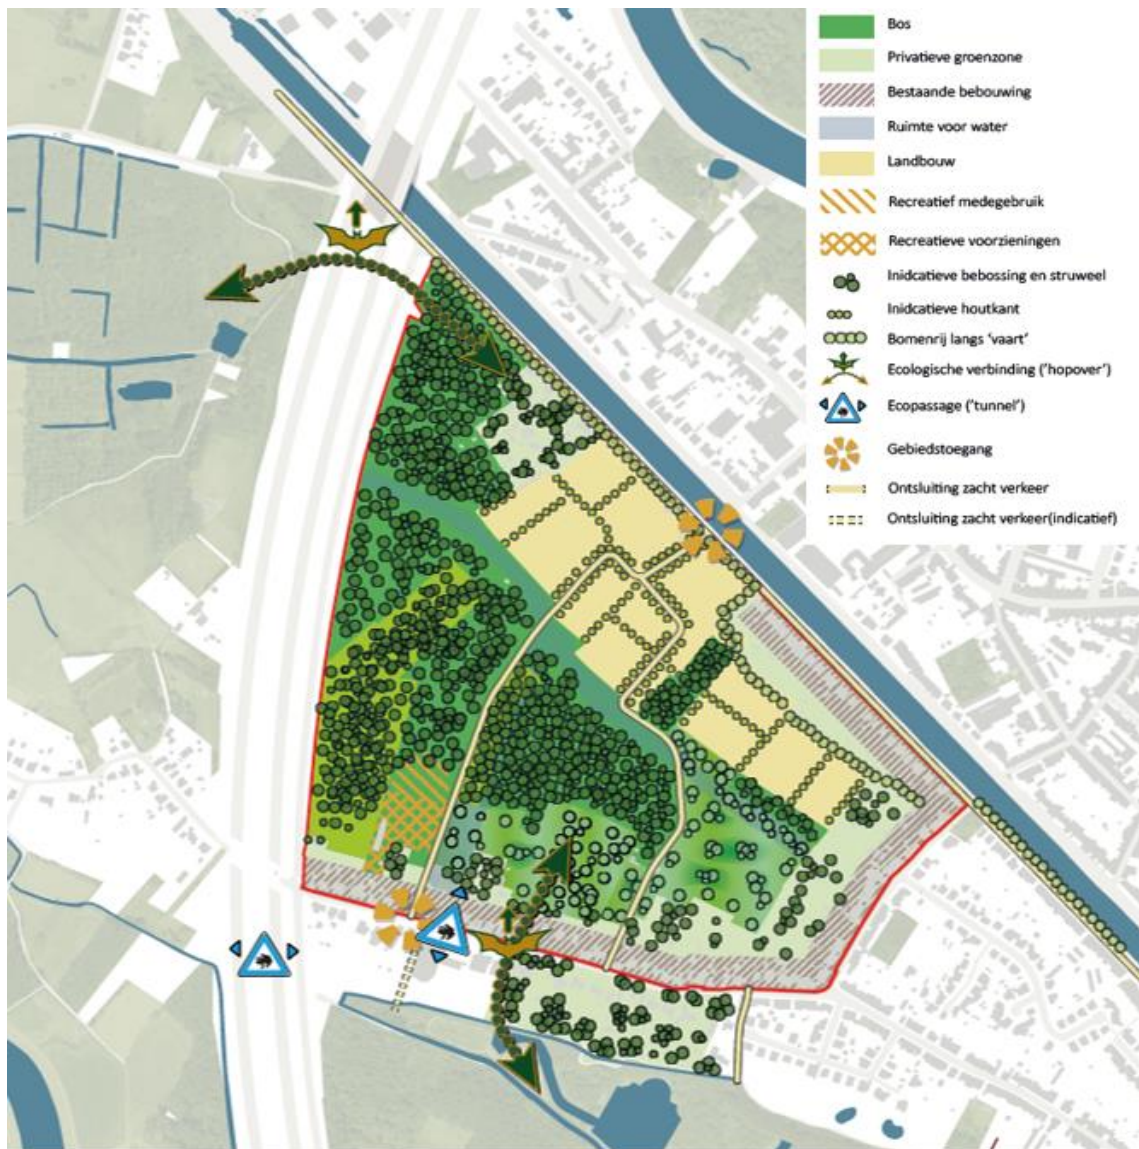 Bos
Privatieve groenzone
Bestaande bebouwing
Ruimte voor water
Landbouw
Recreatief medegebruik
Recreatieve voorzieningen
Inidcatieve bebossing en struweel
Inidcatieve houtkant
Bomenrij langs 'vaart'
Ecologische verbinding ('hopover')
Ecopassage ('tunnel')
Gebiedstoegang
Ontsluiting zacht verkeer
Ontsluiting zacht verkeer(indicatief)